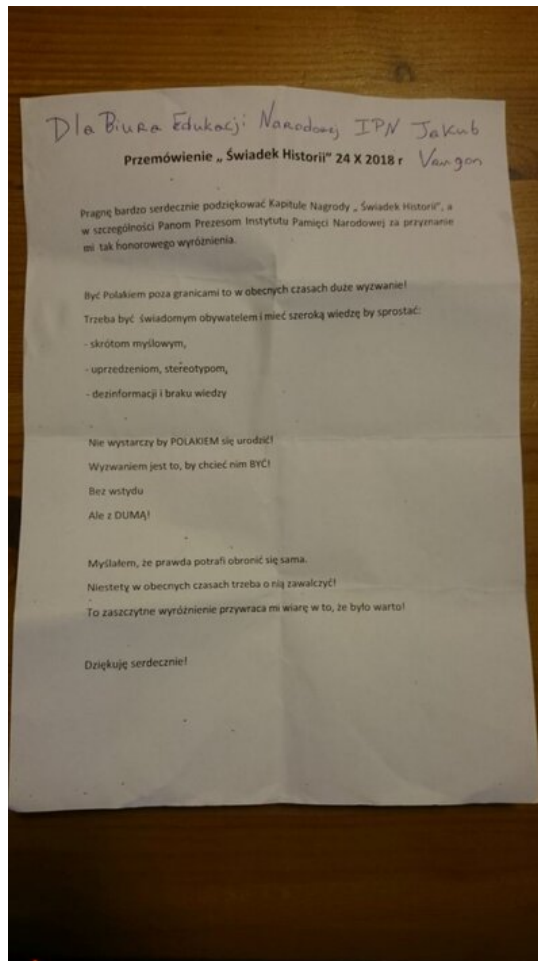 Dla Biura Edukacji Narodowej IPN Jakub
Vangon
Przemówienie „ Świadek Historii” 24 X 2018 r
Pragnę bardzo serdecznie podziękować Kapitule Nagrody „ Świadek Historii”, a
w szczególności Panom Prezesom Instytutu Pamięci Narodowej za przyznanie
mi tak honorowego wyróżnienia.
Być Polakiem poza granicami to w obecnych czasach duże wyzwanie!
Trzeba być świadomym obywatelem i mieć szeroką wiedzę by sprostać:
- skrótom myślowym,
- uprzedzeniom, stereotypom,
- dezinformacji i braku wiedzy
Nie wystarczy by POLAKIEM się urodzić!
Wyzwaniem jest to, by chcieć nim BYĆ!
Bez wstydu
Ale z DUMĄ!
Myślałem, że prawda potrafi obronić się sama.
Niestety w obecnych czasach trzeba o nią zawalczyć!
To zaszczytne wyróżnienie przywraca mi wiarę w to, że było warto!
Dziękuję serdecznie!